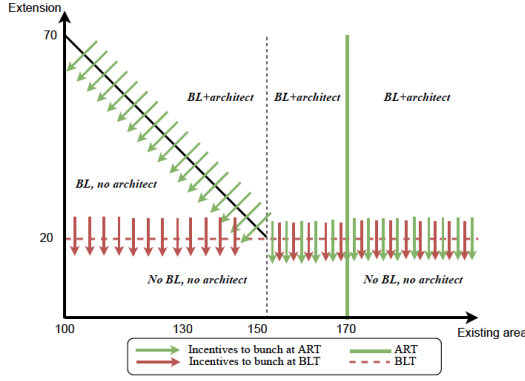 Extension
70
BL+architect
BL+architect
BL+architect
BL, no architect
20
No BL, no architect
No BL, no architect
100
130
150
170
Existing area
Incentives to bunch at ART
ART
Incentives to bunch at BLT
BLT